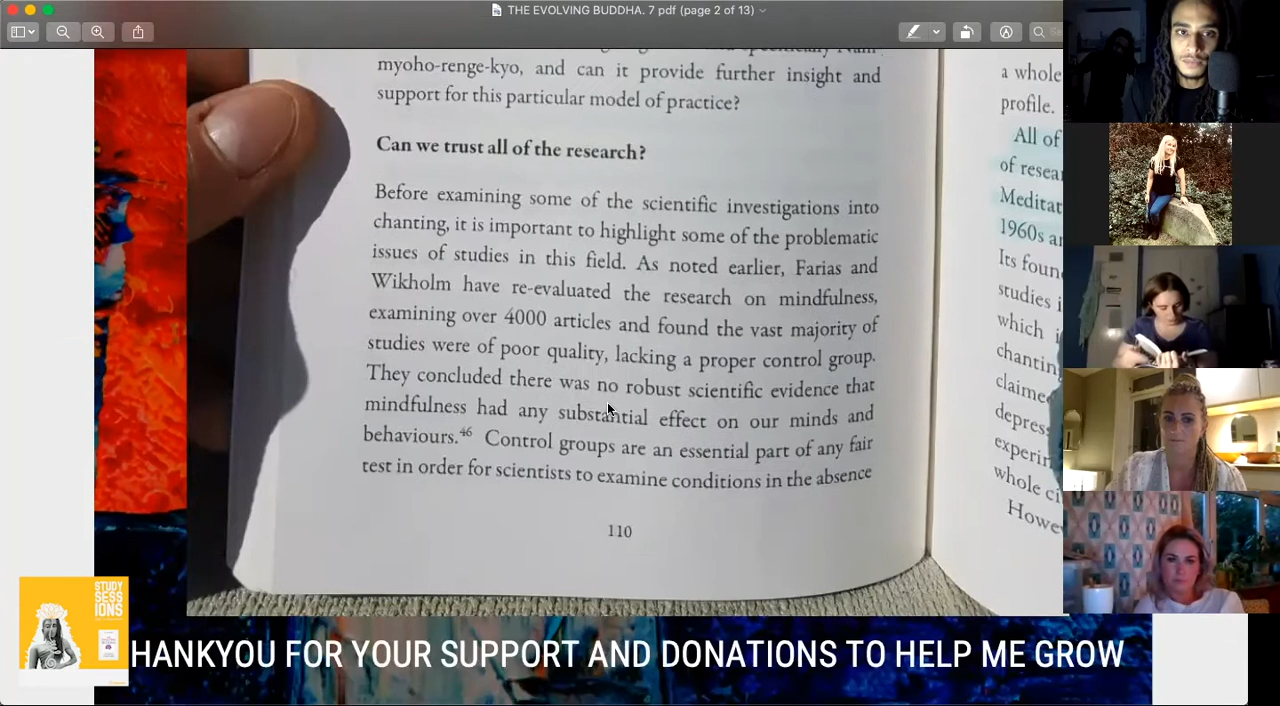 THE EVOLVING BUDDHA. 7 pdf (page 2 of 13)
myoho-renge-kyo, and can it provide further insight and
support for this particular model of practice?
Can we trust all of the research?
Before examining some of the scientific investigations into
chanting, it is important to highlight some of the problematic
issues of studies in this field. As noted earlier, Farias and
Wikholm have re-evaluated the research on mindfulness,
examining over 4000 articles and found the vast majority of
studies were of poor quality, lacking a proper control group.
They concluded there was no robust scientific evidence that
mindfulness had any substantial effect on our minds and
behaviours.46 Control groups are an essential part of any fair
test in order for scientists to examine conditions in the absence
110
a whole
profile.
All of
of resea
Meditat
1960s a
Its foun
studies i
which i
chanting
claime
depres
experi
whole ci
Howe
STUDY
SES
SI
ONS
HANKYOU FOR YOUR SUPPORT AND DONATIONS TO HELP ME GROW